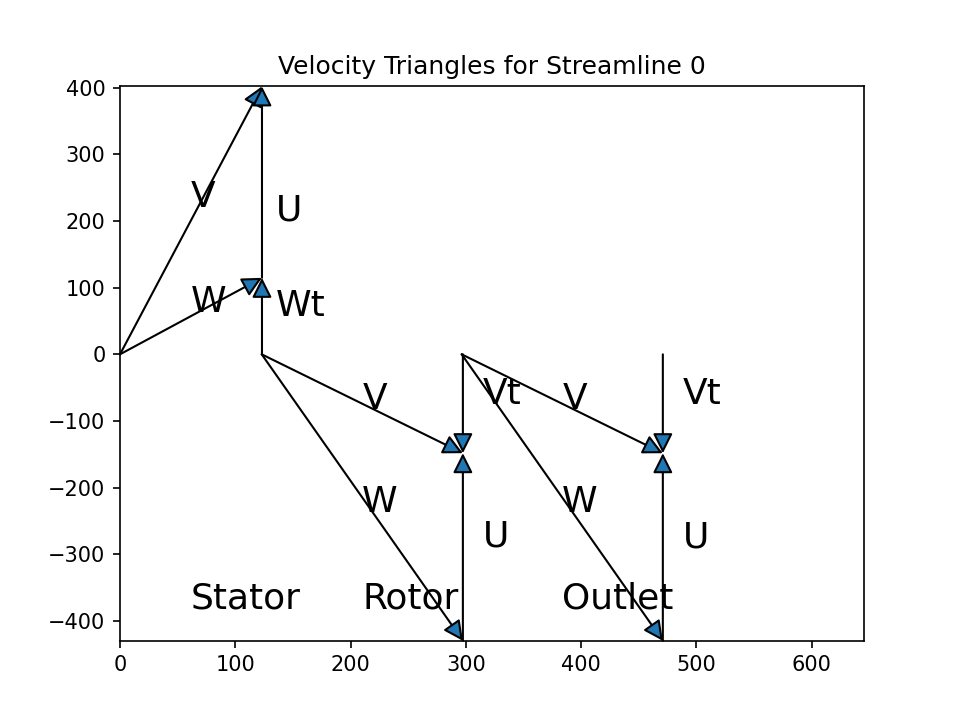 Velocity Triangles for Streamline 0
400
300
V
U
200
100
W
Wt
0
Vt
V
V
Vt
−100
−200
W
W
U
U
−300
Stator
Rotor
Outlet
−400
0
100
200
300
400
500
600